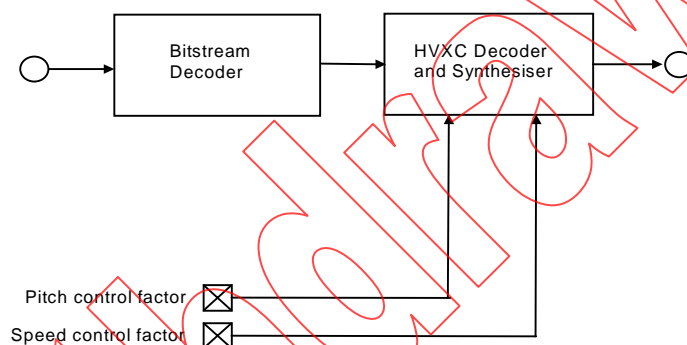 Bitstream
Decoder
HVXC Decoder
and Synthesiser
Pitch control factor
Speed control factor